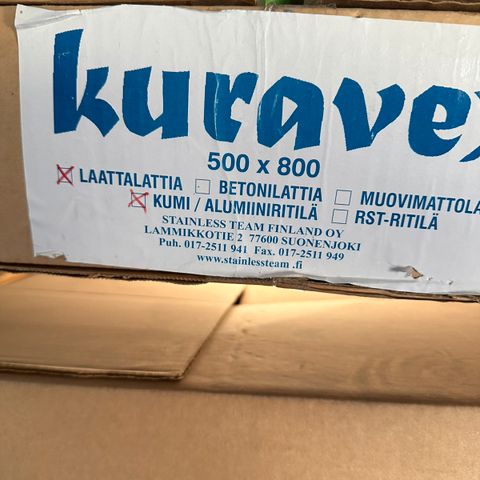 kuravex
500 x 800
LAATTALATTIA BETONILATTIA MUOVIMATTOLA
KUMI / ALUMIINIRITILÄ RST-RITILÄ
STAINLESS TEAM FINLAND OY
LAMMIKKOTIE 2 77600 SUONENJOKI
Puh. 017-2511 941 Fax. 017-2511 949
www.stainlessteam .fi